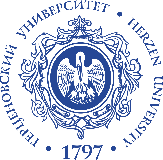 ГЕРЦЕНОВСКИЙ УНИВЕРСИТЕТ • HERZEN UNIVERSITY
• 1797 •